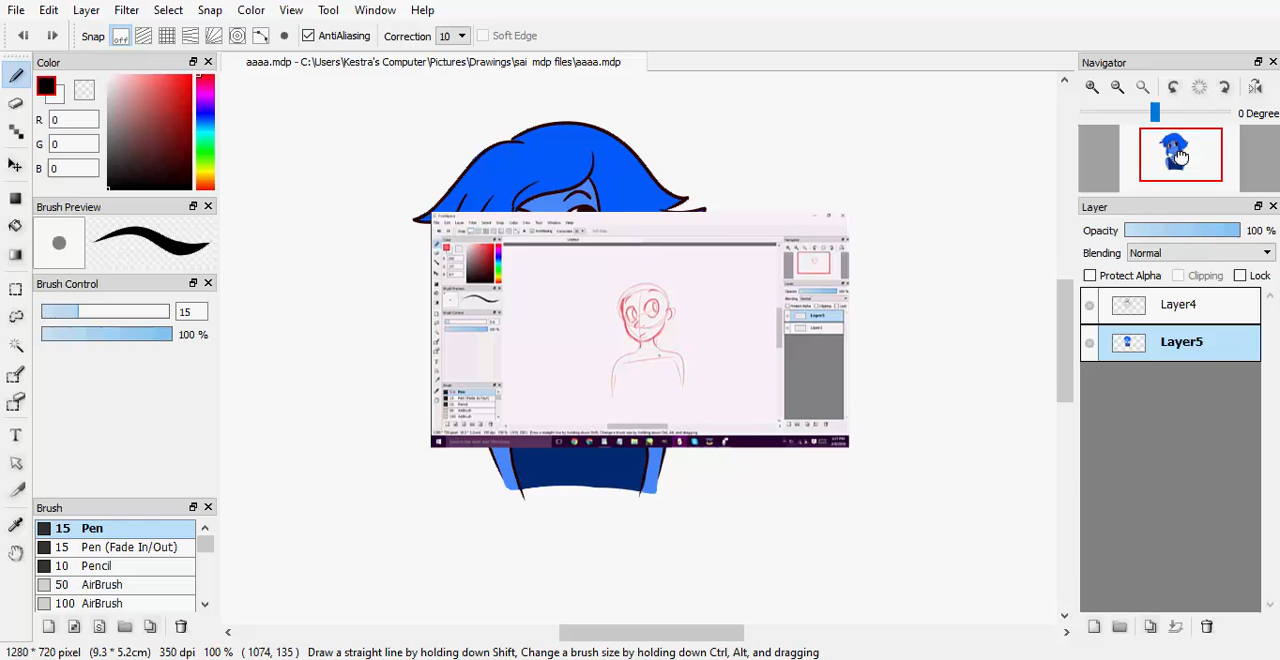 File Edit Layer Filter Select Snap Color View Tool Window Help
Snap off AntiAliasing Correction 10 Soft Edge
Color
R 0
G 0
B 0
Brush Preview
Brush Control
15
100 %
Brush
15 Pen
15 Pen (Fade In/Out)
10 Pencil
50 AirBrush
100 AirBrush
aaaa.mdp - C:\Users\Kestra's Computer\Pictures\Drawings\sai mdp files\aaaa.mdp
Navigator
0 Degree
Layer
Opacity 100 %
Blending Normal
Protect Alpha Clipping Lock
Layer4
Layer5
1280 * 720 pixel (9.3 * 5.2cm) 350 dpi 100 % ( 1074, 135 ) Draw a straight line by holding down Shift, Change a brush size by holding down Ctrl, Alt, and dragging